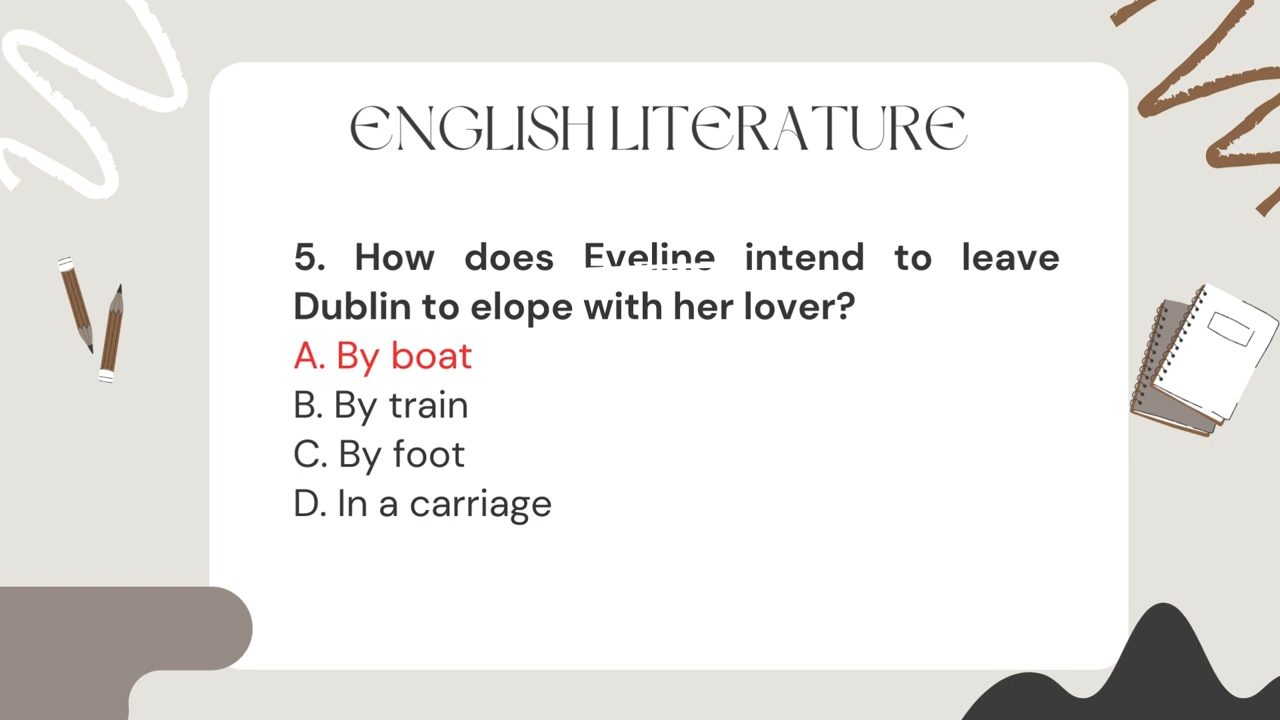 ENGLISH LITERATURE
5. How does Eveline intend to leave
Dublin to elope with her lover?
A. By boat
B. By train
C. By foot
D. In a carriage